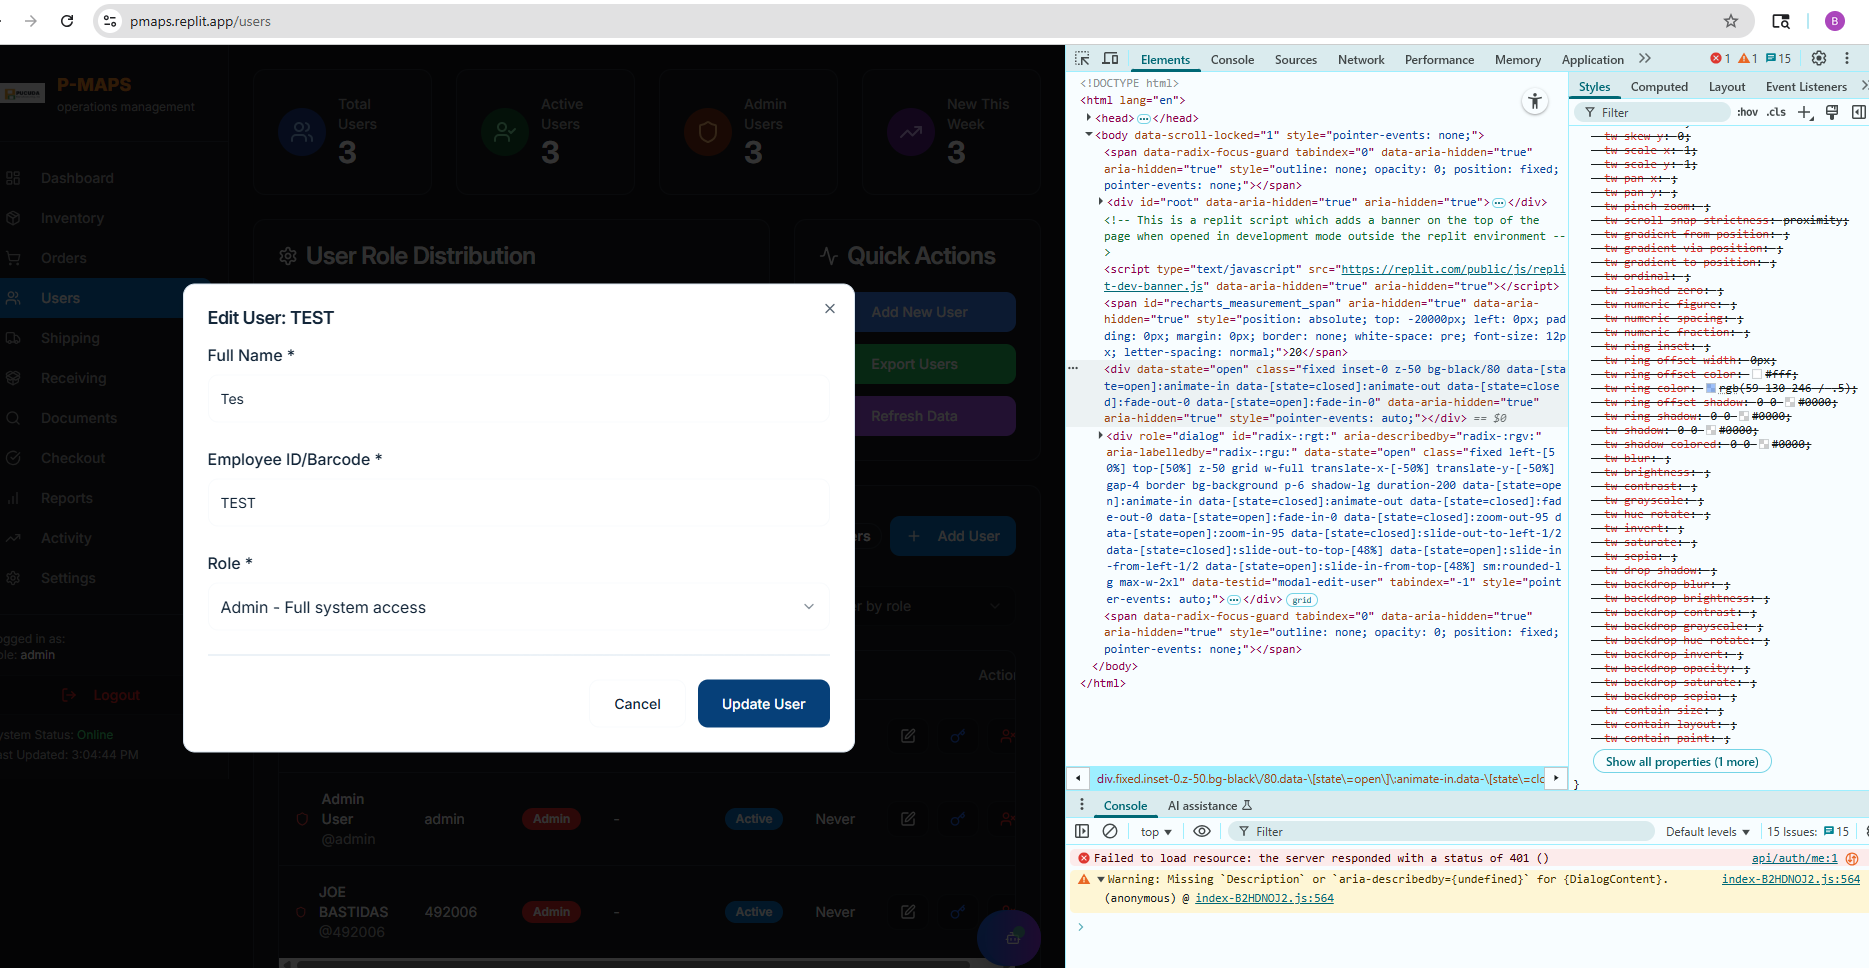 pmaps.replit.app/users
B
P-MAPS
operations management
Dashboard
Inventory
Orders
Users
Shipping
Receiving
Documents
Checkout
Reports
Activity
Settings
ogged in as:
ole: admin
Logout
ystem Status: Online
ast Updated: 3:04:44 PM
Total Users
3
Active Users
3
Admin Users
3
New This Week
3
User Role Distribution
Quick Actions
Add New User
Export Users
Refresh Data
ers
Add User
er by role
Action
Edit User: TEST
Full Name *
Tes
Employee ID/Barcode *
TEST
Role *
Admin - Full system access
Cancel
Update User
Admin User
@admin
admin
Admin
-
Active
Never
JOE BASTIDAS
@492006
492006
Admin
-
Active
Never
Elements Console Sources Network Performance Memory Application 1 1 15
<!DOCTYPE html>
<html lang="en">
<head> </head>
<body data-scroll-locked="1" style="pointer-events: none;">
<span data-radix-focus-guard tabindex="0" data-aria-hidden="true"
aria-hidden="true" style="outline: none; opacity: 0; position: fixed;
pointer-events: none;"></span>
<div id="root" data-aria-hidden="true" aria-hidden="true"> </div>
<!-- This is a replit script which adds a banner on the top of the
page when opened in development mode outside the replit environment --
>
<script type="text/javascript" src="https://replit.com/public/js/repli
t-dev-banner.js" data-aria-hidden="true" aria-hidden="true"></script>
<span id="recharts_measurement_span" aria-hidden="true" data-aria-
hidden="true" style="position: absolute; top: -20000px; left: 0px; pad
ding: 0px; margin: 0px; border: none; white-space: pre; font-size: 12p
x; letter-spacing: normal;">20</span>
<div data-state="open" class="fixed inset-0 z-50 bg-black/80 data-[sta
te=open]:animate-in data-[state=closed]:animate-out data-[state=close
d]:fade-out-0 data-[state=open]:fade-in-0" data-aria-hidden="true"
aria-hidden="true" style="pointer-events: auto;"></div> == $0
<div role="dialog" id="radix-:rgt:" aria-describedby="radix-:rgv:"
aria-labelledby="radix-:rgu:" data-state="open" class="fixed left-[5
0%] top-[50%] z-50 grid w-full translate-x-[-50%] translate-y-[-50%]
gap-4 border bg-background p-6 shadow-lg duration-200 data-[state=ope
n]:animate-in data-[state=closed]:animate-out data-[state=closed]:fad
e-out-0 data-[state=open]:fade-in-0 data-[state=closed]:zoom-out-95 d
ata-[state=open]:zoom-in-95 data-[state=closed]:slide-out-to-left-1/2
data-[state=closed]:slide-out-to-top-[48%] data-[state=open]:slide-in
-from-left-1/2 data-[state=open]:slide-in-from-top-[48%] sm:rounded-l
g max-w-2xl" data-testid="modal-edit-user" tabindex="-1" style="point
er-events: auto;"> </div> grid
<span data-radix-focus-guard tabindex="0" data-aria-hidden="true"
aria-hidden="true" style="outline: none; opacity: 0; position: fixed;
pointer-events: none;"></span>
</body>
</html>
div.fixed.inset-0.z-50.bg-black\/80.data-\[state\=open\]\:animate-in.data-\[state\=clo
Styles Computed Layout Event Listeners
Filter :hov .cls
--tw-skew-y: 0;
--tw-scale-x: 1;
--tw-scale-y: 1;
--tw-pan-x: ;
--tw-pan-y: ;
--tw-pinch-zoom: ;
--tw-scroll-snap-strictness: proximity;
--tw-gradient-from-position: ;
--tw-gradient-via-position: ;
--tw-gradient-to-position: ;
--tw-ordinal: ;
--tw-slashed-zero: ;
--tw-numeric-figure: ;
--tw-numeric-spacing: ;
--tw-numeric-fraction: ;
--tw-ring-inset: ;
--tw-ring-offset-width: 0px;
--tw-ring-offset-color: #fff;
--tw-ring-color: rgb(59 130 246 / .5);
--tw-ring-offset-shadow: 0 0 #0000;
--tw-ring-shadow: 0 0 #0000;
--tw-shadow: 0 0 #0000;
--tw-shadow-colored: 0 0 #0000;
--tw-blur: ;
--tw-brightness: ;
--tw-contrast: ;
--tw-grayscale: ;
--tw-hue-rotate: ;
--tw-invert: ;
--tw-saturate: ;
--tw-sepia: ;
--tw-drop-shadow: ;
--tw-backdrop-blur: ;
--tw-backdrop-brightness: ;
--tw-backdrop-contrast: ;
--tw-backdrop-grayscale: ;
--tw-backdrop-hue-rotate: ;
--tw-backdrop-invert: ;
--tw-backdrop-opacity: ;
--tw-backdrop-saturate: ;
--tw-backdrop-sepia: ;
--tw-contain-size: ;
--tw-contain-layout: ;
--tw-contain-paint: ;
Show all properties (1 more)
}
Console AI assistance
top Filter Default levels 15 Issues: 15
Failed to load resource: the server responded with a status of 401 () api/auth/me:1
Warning: Missing `Description` or `aria-describedby={undefined}` for {DialogContent}. index-B2HDNOJ2.js:564
(anonymous) @ index-B2HDNOJ2.js:564